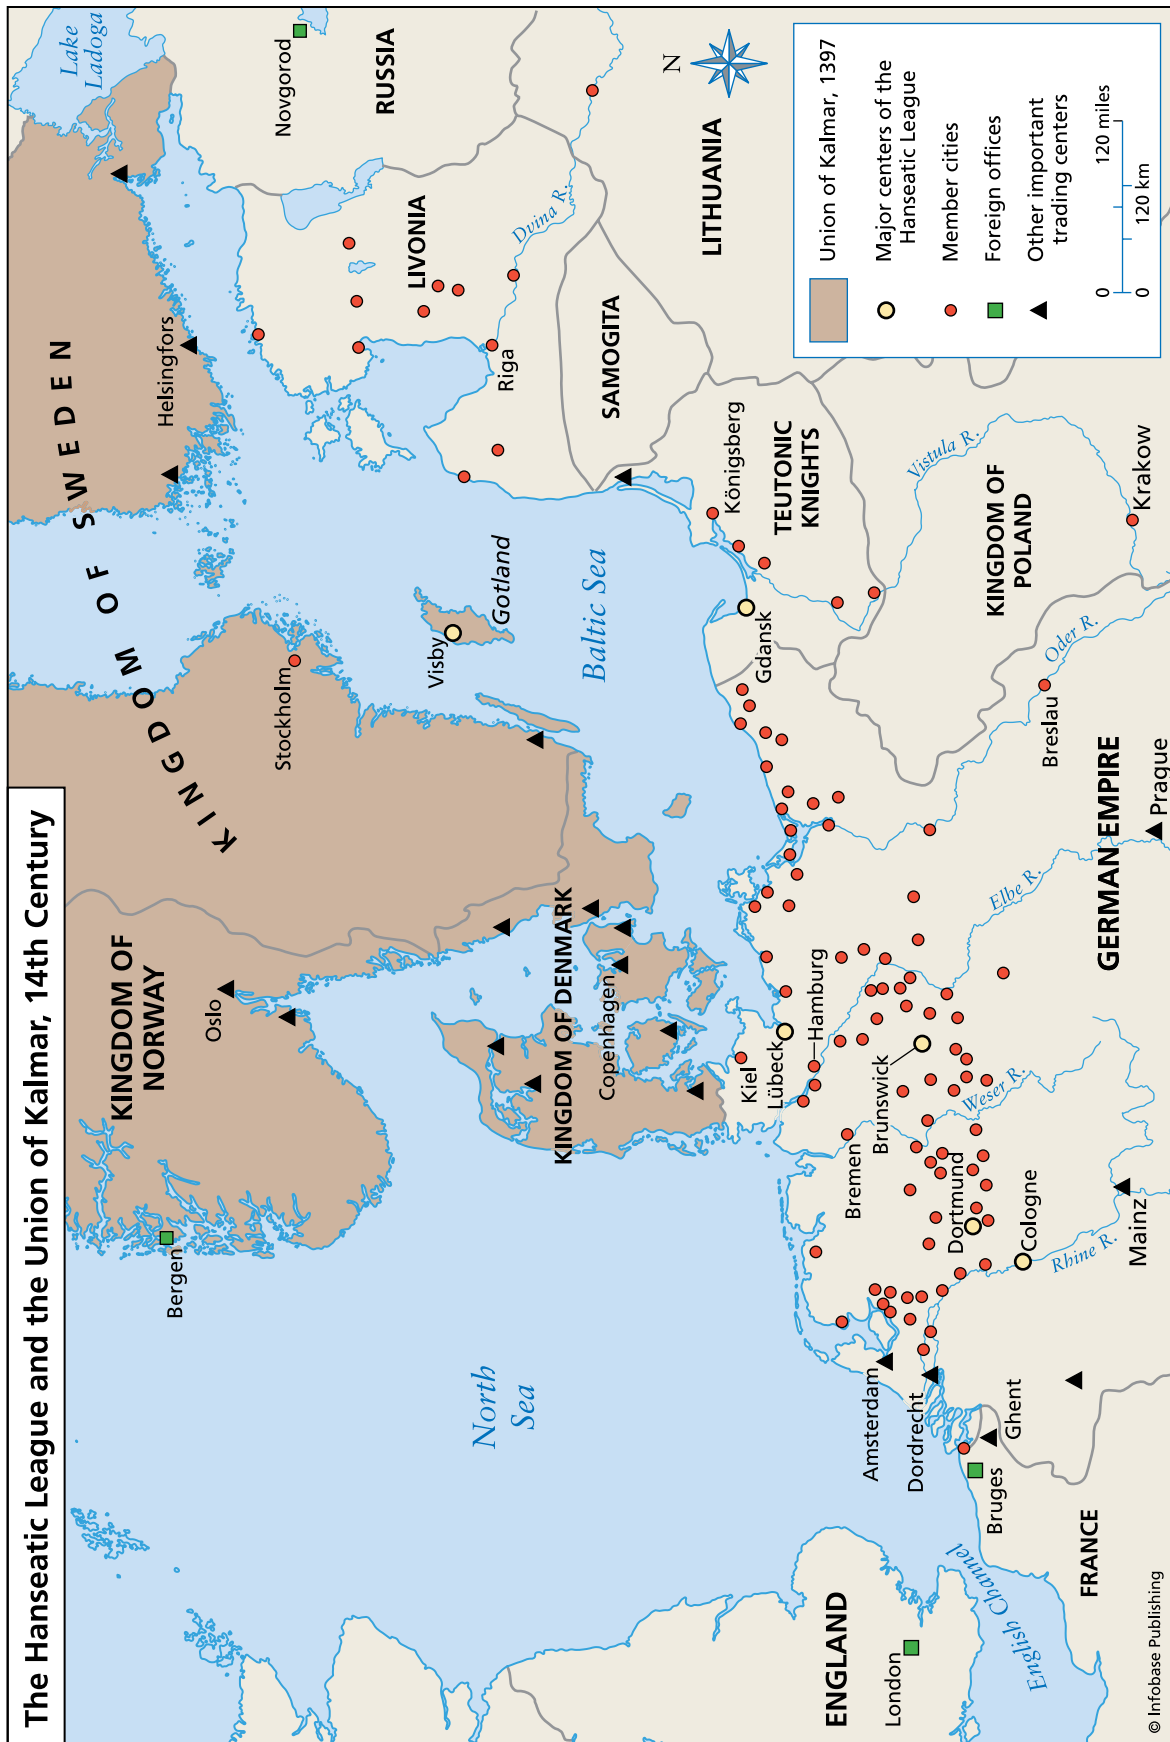 The Hanseatic League and the Union of Kalmar, 14th Century
Lake
Ladoga
Novgorod
RUSSIA
N
Union of Kalmar, 1397
Major centers of the
Hanseatic League
Member cities
Foreign offices
Other important
trading centers
0
120 miles
0
120 km
KINGDOM OF SWEDEN
Helsingfors
LIVONIA
Dvina R.
LITHUANIA
Riga
SAMOGITA
Königsberg
TEUTONIC
KNIGHTS
Vistula R.
KINGDOM OF
POLAND
Krakow
Stockholm
Visby
Gotland
Baltic Sea
Gdansk
Oder R.
Breslau
KINGDOM OF
NORWAY
Oslo
Bergen
KINGDOM OF DENMARK
Copenhagen
Kiel
Lübeck
Hamburg
Elbe R.
GERMAN EMPIRE
Prague
Bremen
Brunswick
Weser R.
Dortmund
Cologne
Rhine R.
Mainz
North
Sea
Amsterdam
Dordrecht
Ghent
Bruges
FRANCE
English Channel
ENGLAND
London
© Infobase Publishing